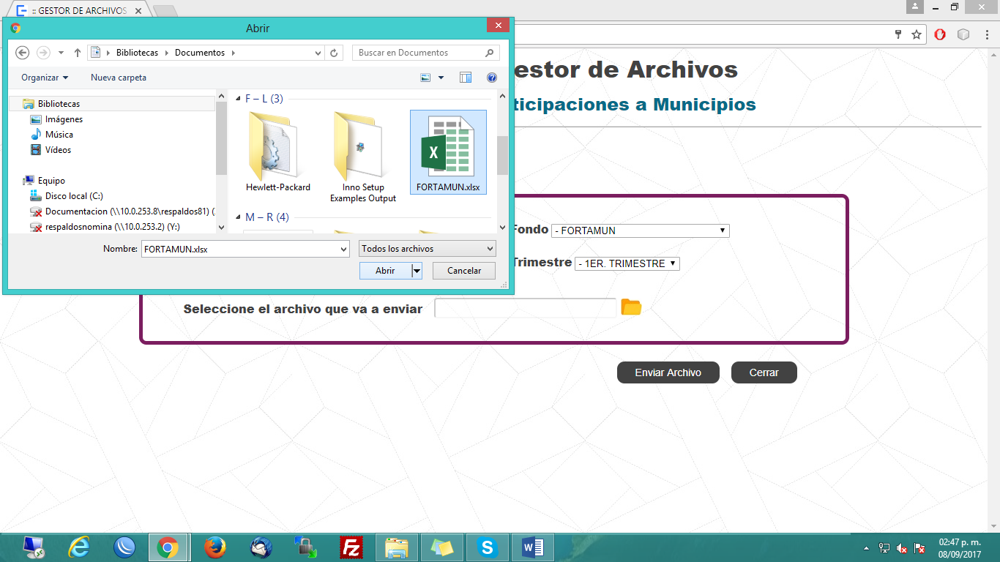 :: GESTOR DE ARCHIVOS
Abrir
Bibliotecas
Documentos
Buscar en Documentos
Organizar
Nueva carpeta
Bibliotecas
Imágenes
Música
Vídeos
Equipo
Disco local (C:)
Documentacion (\\10.0.253.8\respaldos81) (
respaldosnomina (\\10.0.253.2) (Y:)
F – L (3)
Hewlett-Packard
Inno Setup
Examples Output
FORTAMUN.xlsx
M – R (4)
Nombre: FORTAMUN.xlsx
Todos los archivos
Abrir
Cancelar
estor de Archivos
ticipaciones a Municipios
Fondo - FORTAMUN
Trimestre - 1ER. TRIMESTRE
Seleccione el archivo que va a enviar
Enviar Archivo
Cerrar
02:47 p. m.
08/09/2017